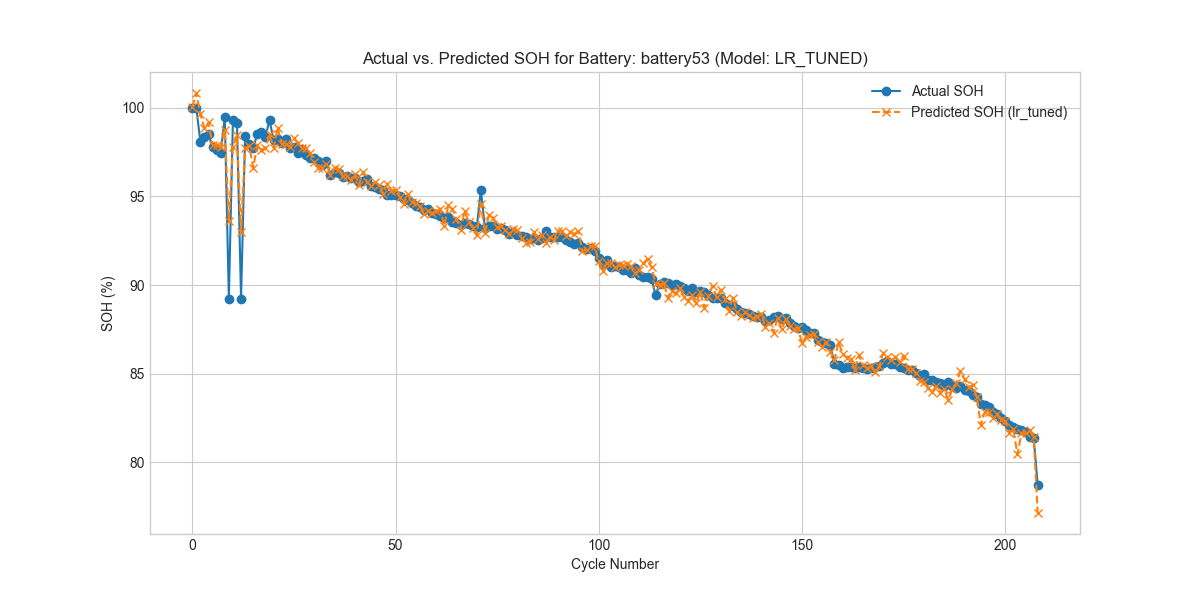 Actual vs. Predicted SOH for Battery: battery53 (Model: LR_TUNED)
Actual SOH
Predicted SOH (lr_tuned)
100
95
90
85
80
SOH (%)
0 50 100 150 200
Cycle Number